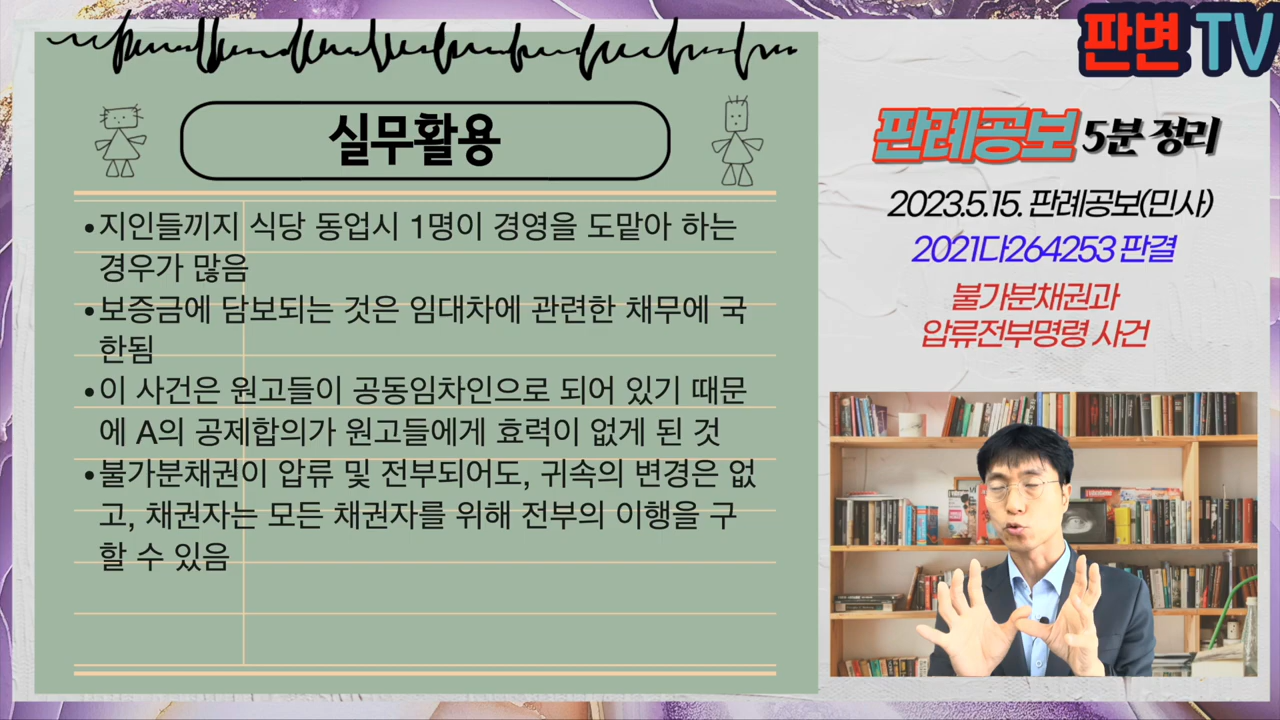 판변 TV
실무활용
•지인들끼지 식당 동업시 1명이 경영을 도맡아 하는
경우가 많음
•보증금에 담보되는 것은 임대차에 관련한 채무에 국
한됨
•이 사건은 원고들이 공동임차인으로 되어 있기 때문
에 A의 공제합의가 원고들에게 효력이 없게 된 것
•불가분채권이 압류 및 전부되어도, 귀속의 변경은 없
고, 채권자는 모든 채권자를 위해 전부의 이행을 구
할 수 있음
판례공보 5분 정리
2023.5.15. 판례공보(민사)
2021다264253 판결
불가분채권과
압류전부명령 사건